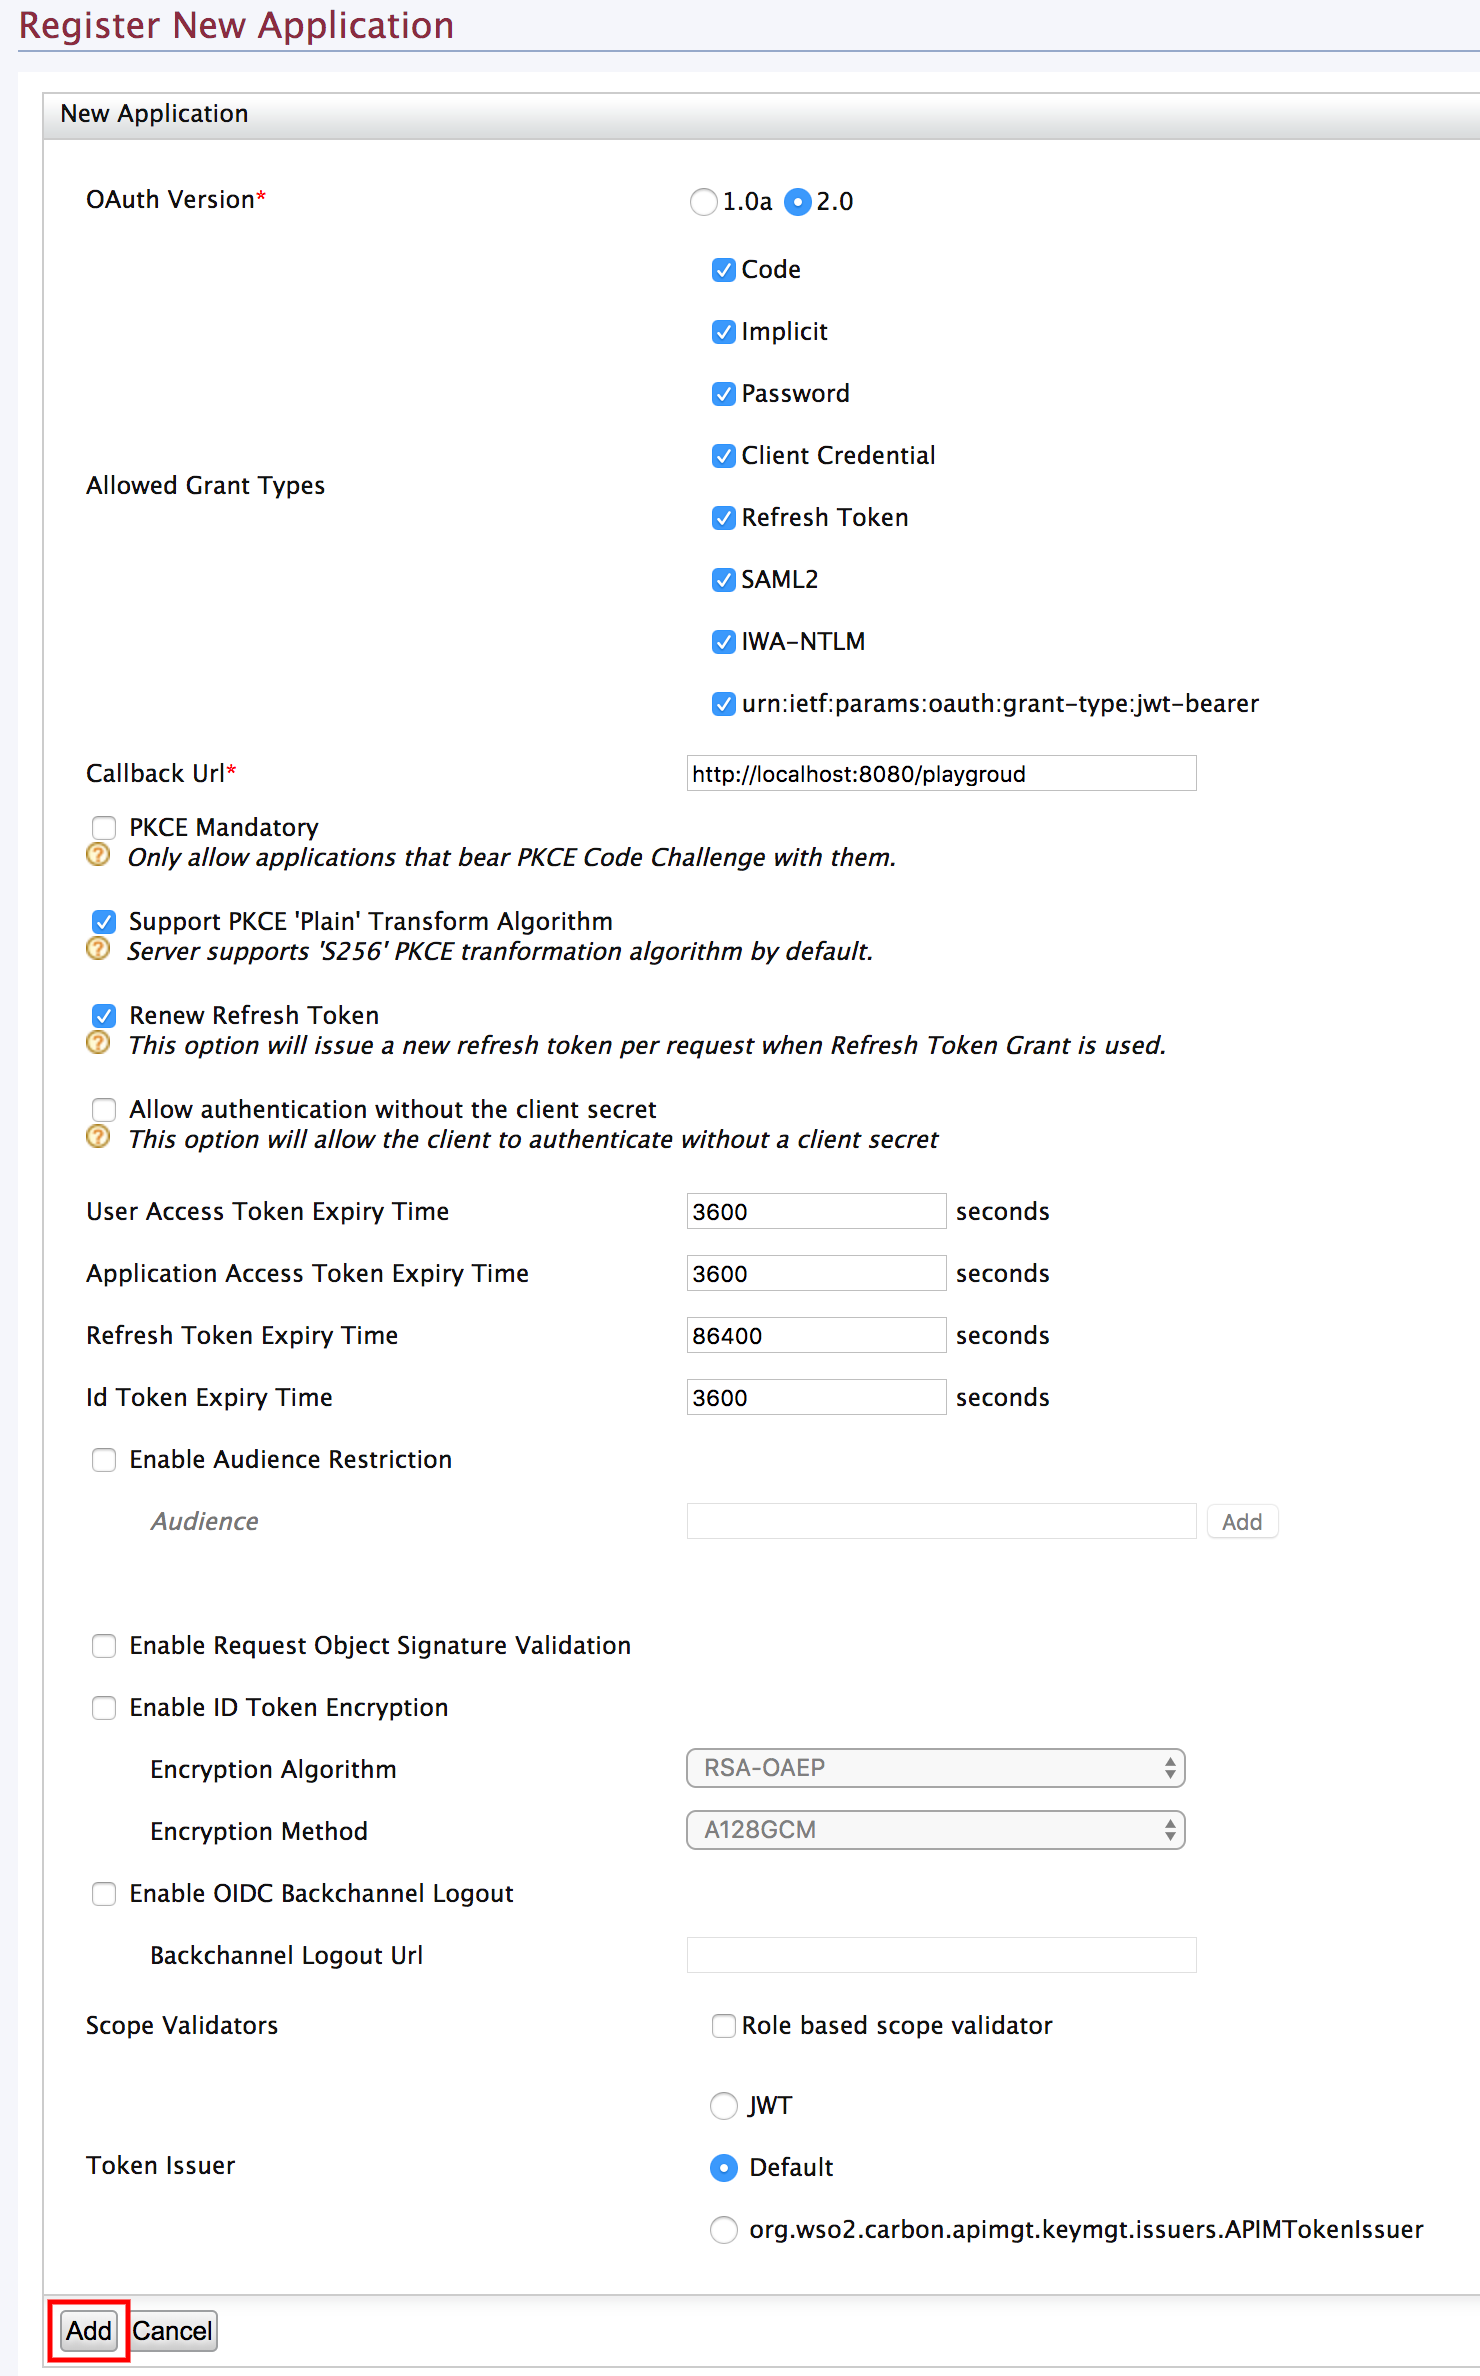 Register New Application
New Application
OAuth Version*
1.0a 2.0
Code
Implicit
Password
Client Credential
Allowed Grant Types
Refresh Token
SAML2
IWA-NTLM
urn:ietf:params:oauth:grant-type:jwt-bearer
Callback Url* http://localhost:8080/playgroud
PKCE Mandatory
Only allow applications that bear PKCE Code Challenge with them.
Support PKCE 'Plain' Transform Algorithm
Server supports 'S256' PKCE tranformation algorithm by default.
Renew Refresh Token
This option will issue a new refresh token per request when Refresh Token Grant is used.
Allow authentication without the client secret
This option will allow the client to authenticate without a client secret
User Access Token Expiry Time 3600 seconds
Application Access Token Expiry Time 3600 seconds
Refresh Token Expiry Time 86400 seconds
Id Token Expiry Time 3600 seconds
Enable Audience Restriction
Audience Add
Enable Request Object Signature Validation
Enable ID Token Encryption
Encryption Algorithm RSA-OAEP
Encryption Method A128GCM
Enable OIDC Backchannel Logout
Backchannel Logout Url
Scope Validators Role based scope validator
JWT
Token Issuer Default
org.wso2.carbon.apimgt.keymgt.issuers.APIMTokenIssuer
Add Cancel